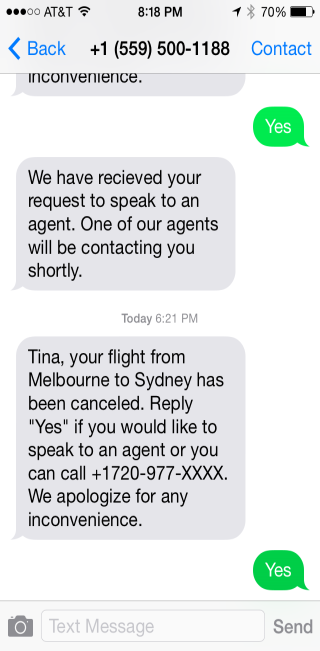 AT&T 8:18 PM 70%
Back +1 (559) 500-1188 Contact
inconvenience.
Yes
We have recieved your
request to speak to an
agent. One of our agents
will be contacting you
shortly.
Today 6:21 PM
Tina, your flight from
Melbourne to Sydney has
been canceled. Reply
"Yes" if you would like to
speak to an agent or you
can call +1720-977-XXXX.
We apologize for any
inconvenience.
Yes
Text Message Send